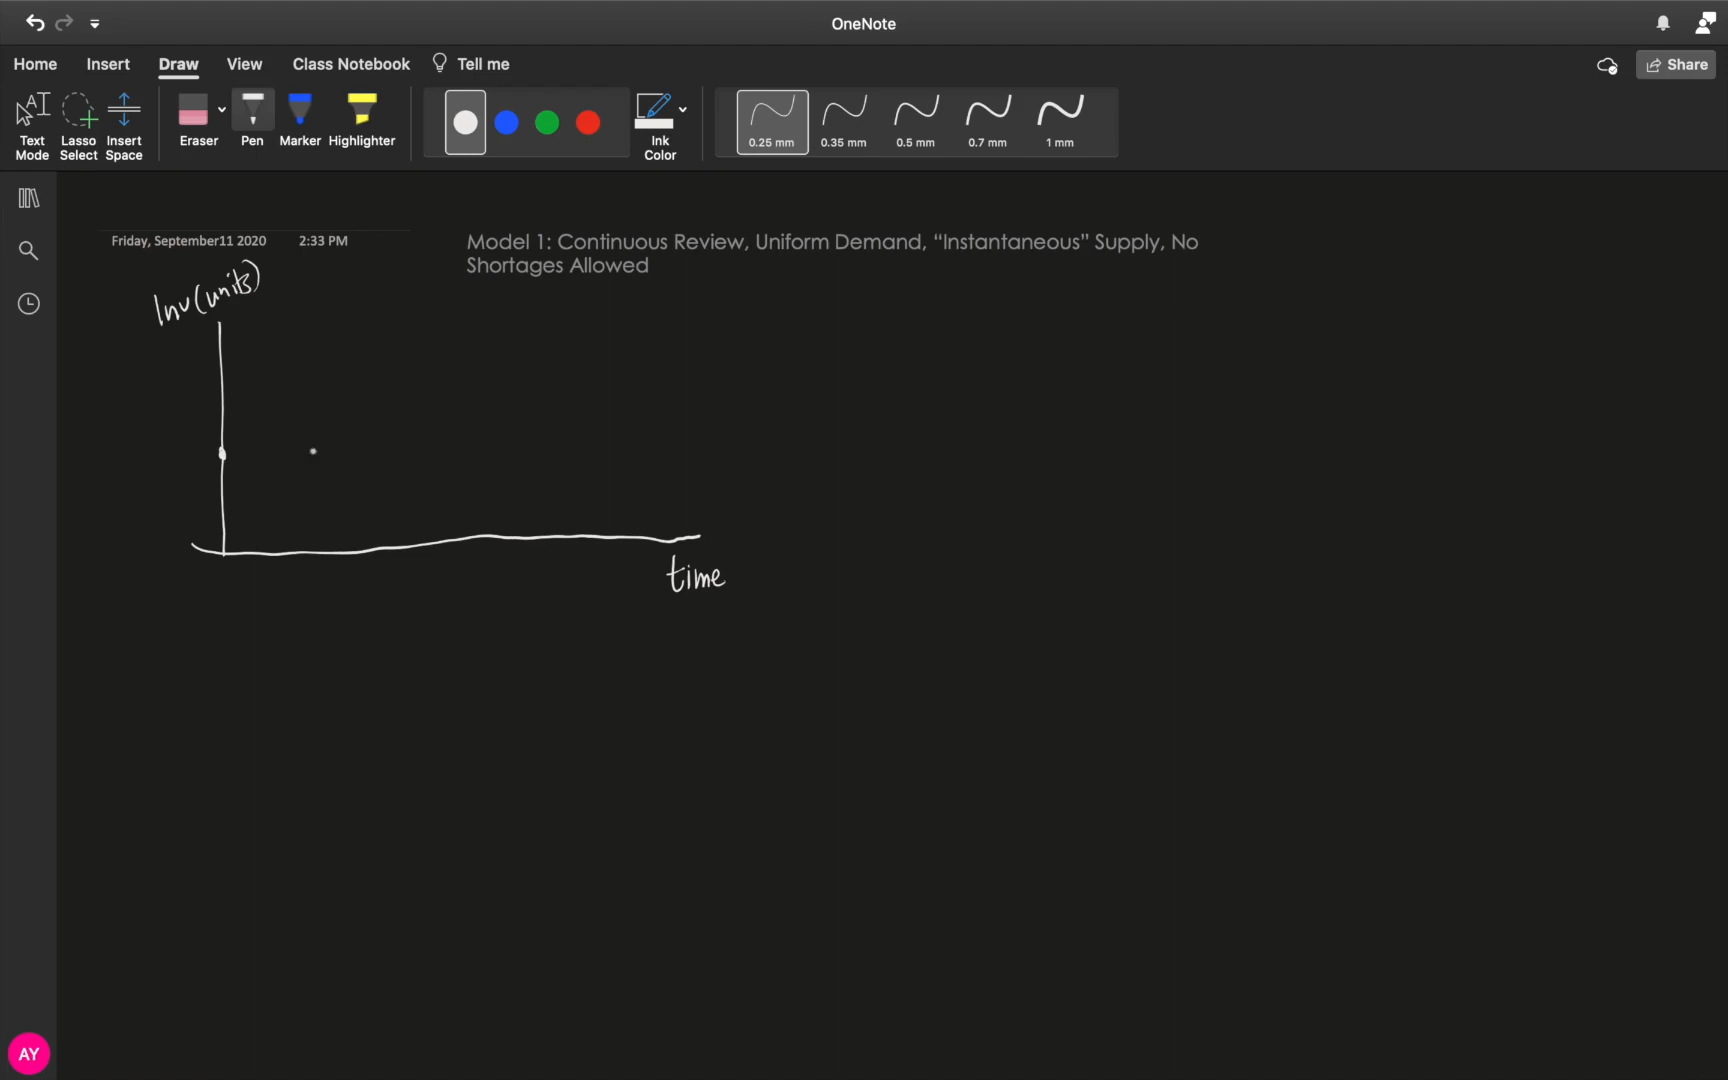 OneNote
Home Insert Draw View Class Notebook Tell me Share
Text Mode Lasso Select Insert Space Eraser Pen Marker Highlighter Ink Color 0.25 mm 0.35 mm 0.5 mm 0.7 mm 1 mm
Friday, September11 2020 2:33 PM
Model 1: Continuous Review, Uniform Demand, “Instantaneous” Supply, No
Shortages Allowed
Inv(units)
time
AY